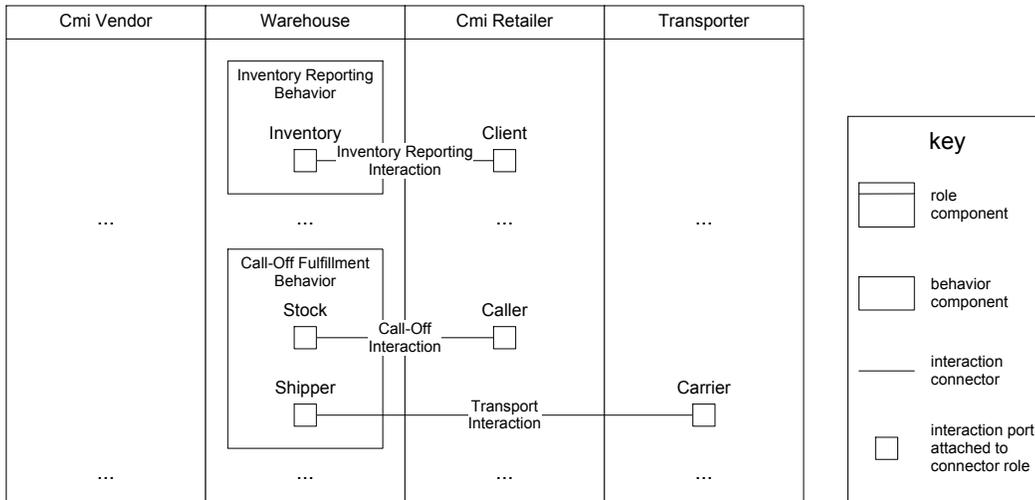 Cmi Vendor
Warehouse
Cmi Retailer
Transporter
Inventory Reporting
Behavior
Inventory
Client
Inventory Reporting
Interaction
...
...
...
...
Call-Off Fulfillment
Behavior
Stock
Caller
Call-Off
Interaction
Shipper
Carrier
Transport
Interaction
...
...
...
...
key
role
component
behavior
component
interaction
connector
interaction port
attached to
connector role